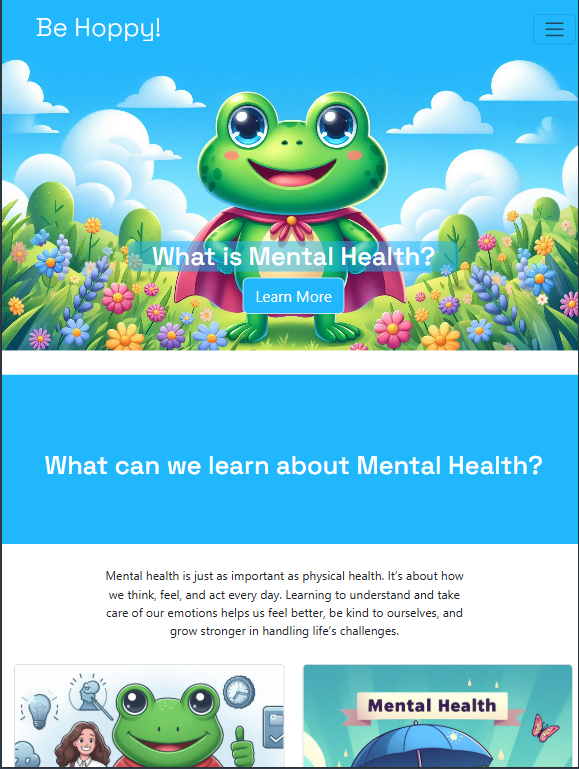 Be Hoppy!
What is Mental Health?
Learn More
What can we learn about Mental Health?
Mental health is just as important as physical health. It’s about how
we think, feel, and act every day. Learning to understand and take
care of our emotions helps us feel better, be kind to ourselves, and
grow stronger in handling life’s challenges.
Mental Health